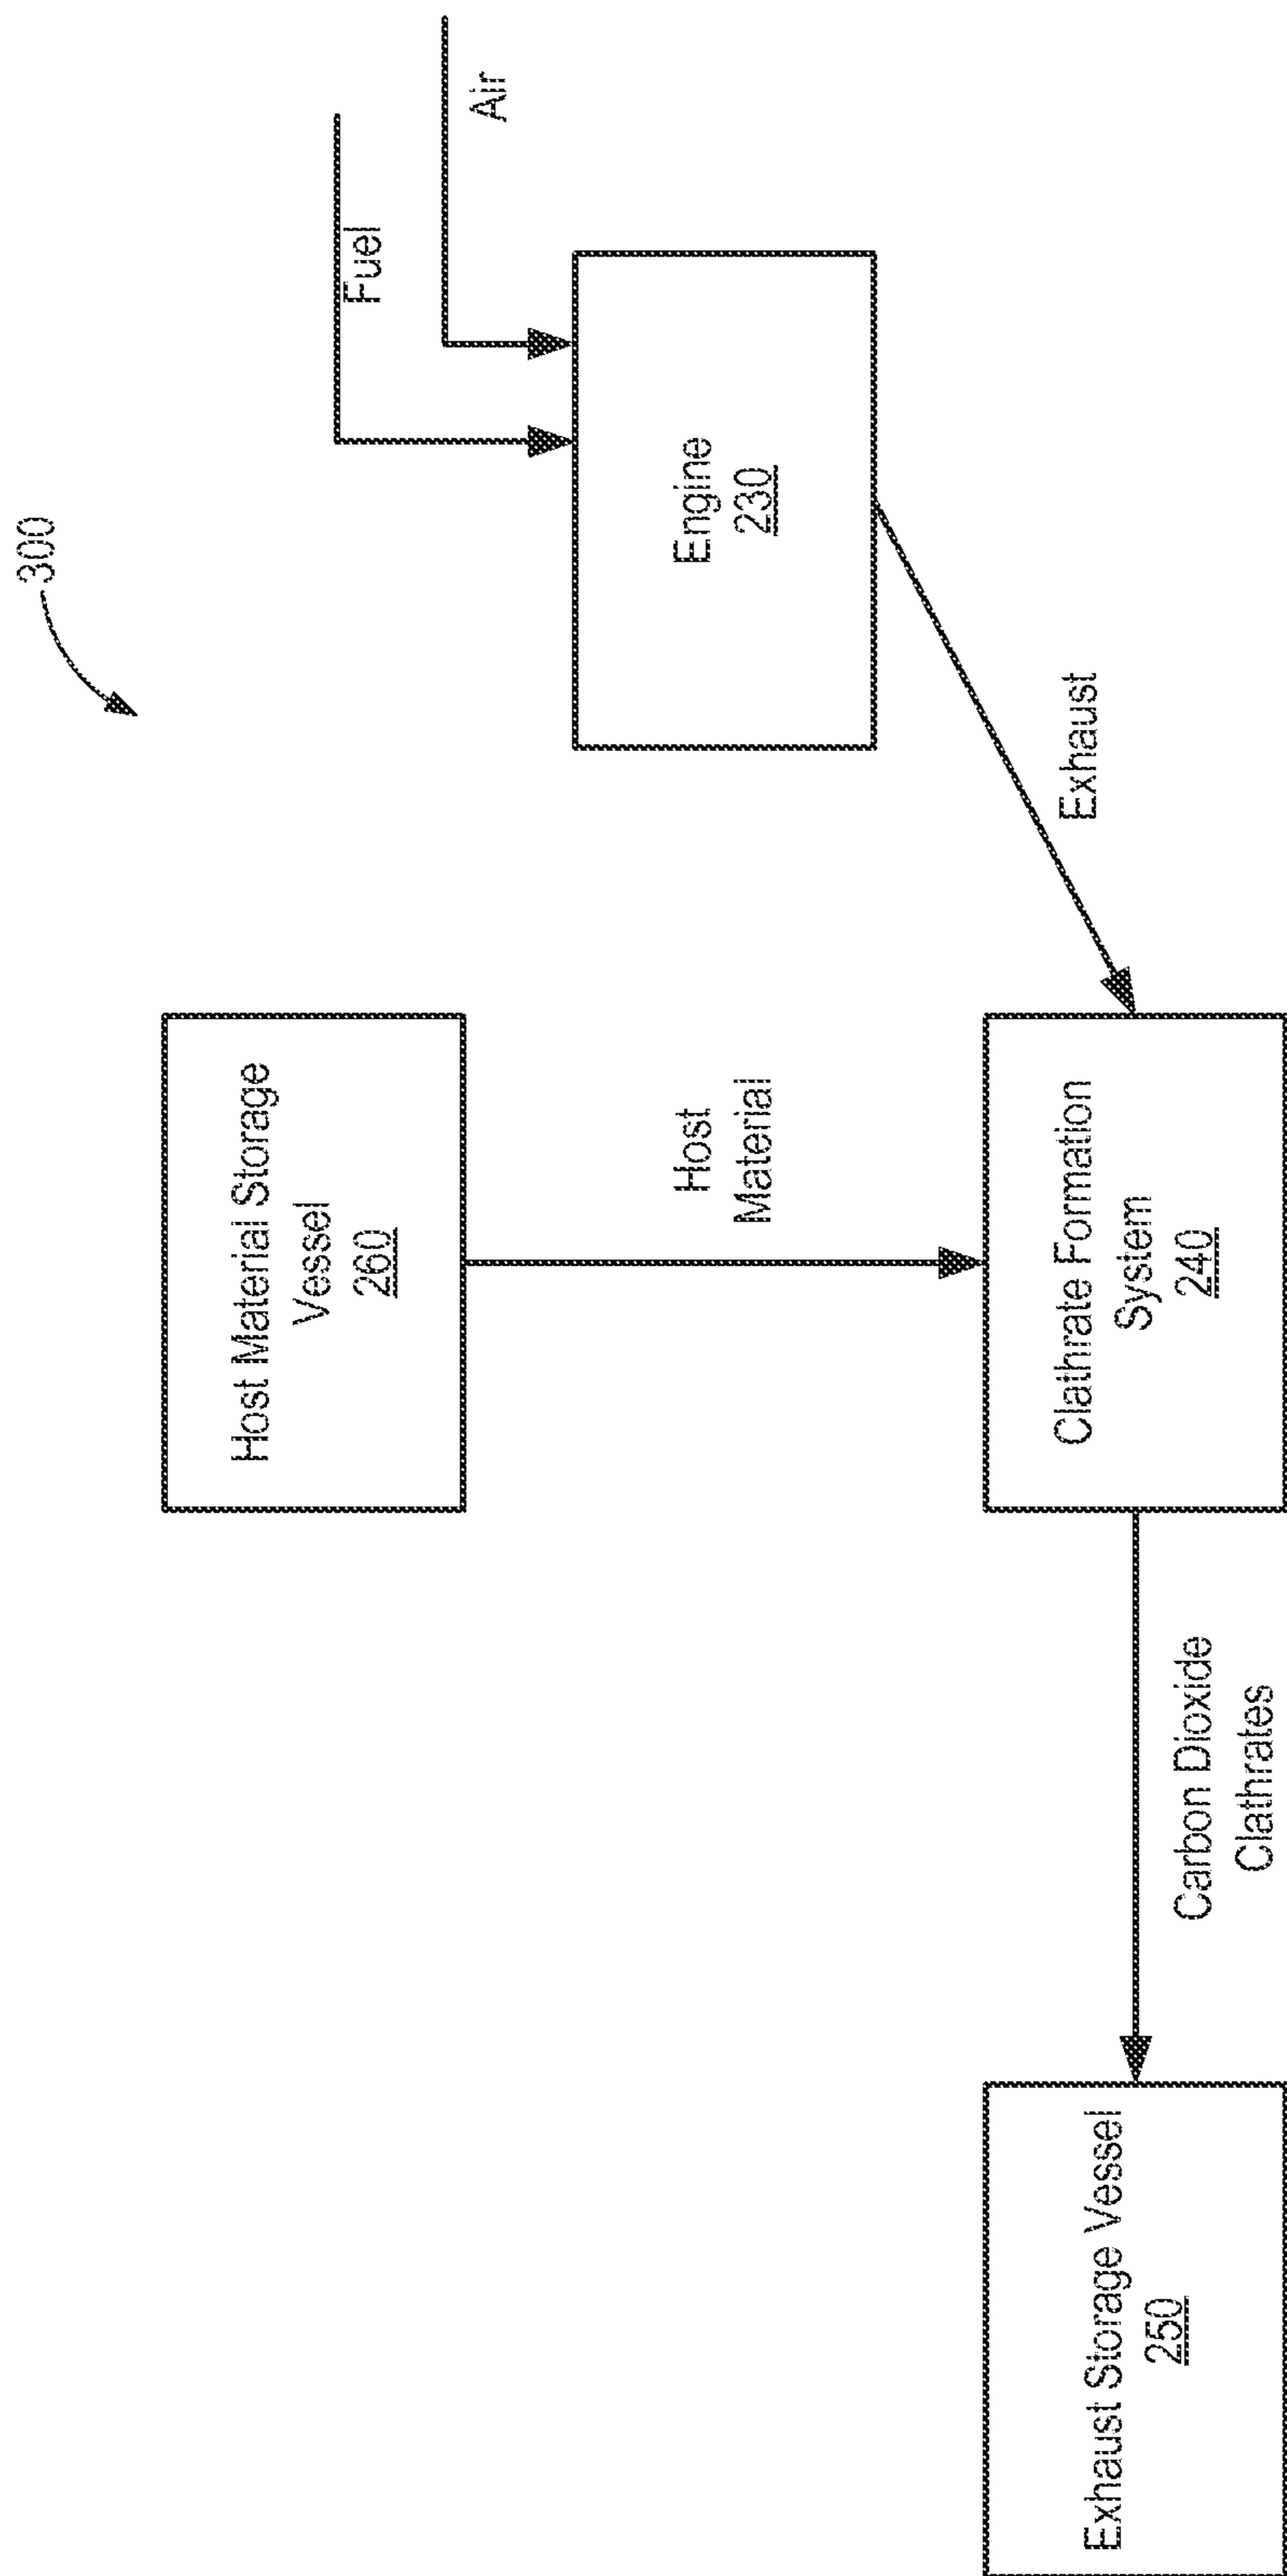 300
Fuel
Air
Engine
230
Exhaust
Host Material Storage
Vessel
260
Host
Material
Clathrate Formation
System
240
Carbon Dioxide
Clathrates
Exhaust Storage Vessel
250